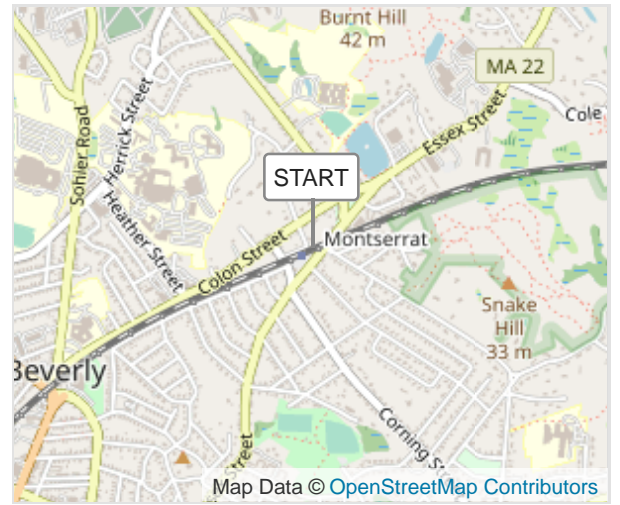 Burnt Hill
42 m
MA 22
Cole
Essex Street
Sohier Road
Herrick Street
START
Heather Street
Colon Street
Montserrat
Snake
Hill
33 m
Beverly
Corning St
Street
Map Data © OpenStreetMap Contributors